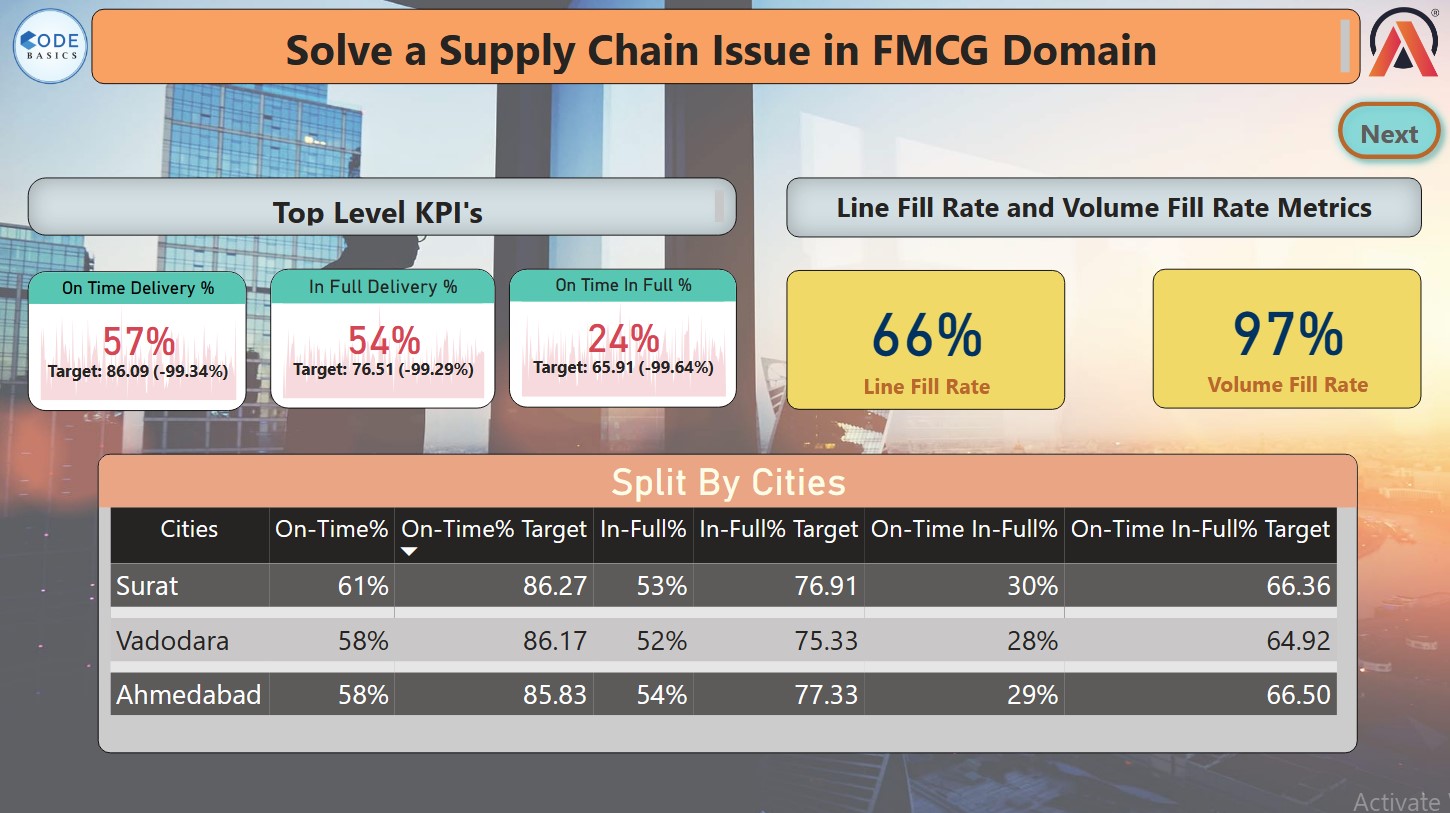 CODE
BASICS
Solve a Supply Chain Issue in FMCG Domain
®
Next
Top Level KPI's
Line Fill Rate and Volume Fill Rate Metrics
On Time Delivery %
57%
Target: 86.09 (-99.34%)
In Full Delivery %
54%
Target: 76.51 (-99.29%)
On Time In Full %
24%
Target: 65.91 (-99.64%)
66%
Line Fill Rate
97%
Volume Fill Rate
Split By Cities
Cities On-Time% On-Time% Target In-Full% In-Full% Target On-Time In-Full% On-Time In-Full% Target
Surat 61% 86.27 53% 76.91 30% 66.36
Vadodara 58% 86.17 52% 75.33 28% 64.92
Ahmedabad 58% 85.83 54% 77.33 29% 66.50
Activate